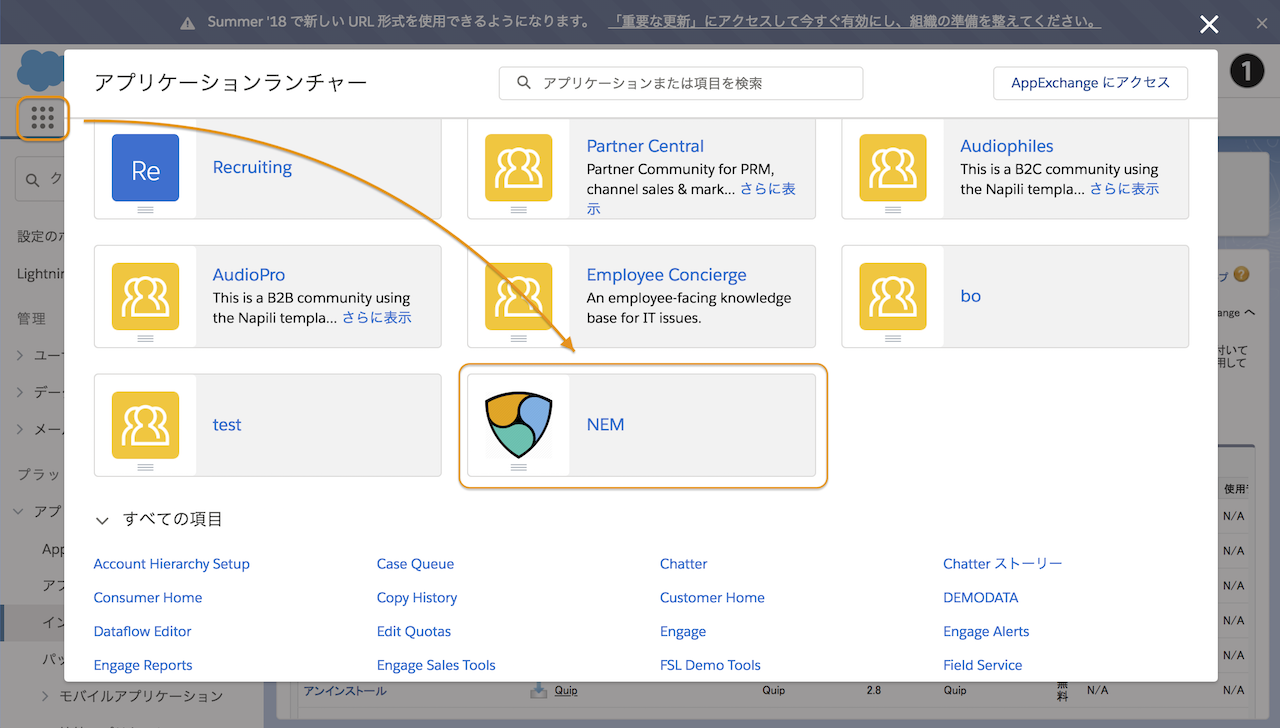 Summer '18 で新しい URL 形式を使用できるようになります。 「重要な更新」にアクセスして今すぐ有効にし、組織の準備を整えてください。
アプリケーションランチャー
アプリケーションまたは項目を検索
AppExchange にアクセス
1
Re
Recruiting
Partner Central
Partner Community for PRM,
channel sales & mark... さらに表
示
Audiophiles
This is a B2C community using
the Napili templa... さらに表示
AudioPro
This is a B2B community using
the Napili templa... さらに表示
Employee Concierge
An employee-facing knowledge
base for IT issues.
bo
test
NEM
すべての項目
Account Hierarchy Setup
Case Queue
Chatter
Chatter ストーリー
Consumer Home
Copy History
Customer Home
DEMODATA
Dataflow Editor
Edit Quotas
Engage
Engage Alerts
Engage Reports
Engage Sales Tools
FSL Demo Tools
Field Service
ク
設定の
Lightnin
管理
ユー
デー
メー
プラッ
アプ
App
アプ
イン
パッ
モバイルアプリケーション
プ
ange
付いて
用して
使用
N/A
N/A
N/A
N/A
N/A
アンインストール Quip Quip 2.8 Quip 無料 N/A N/A